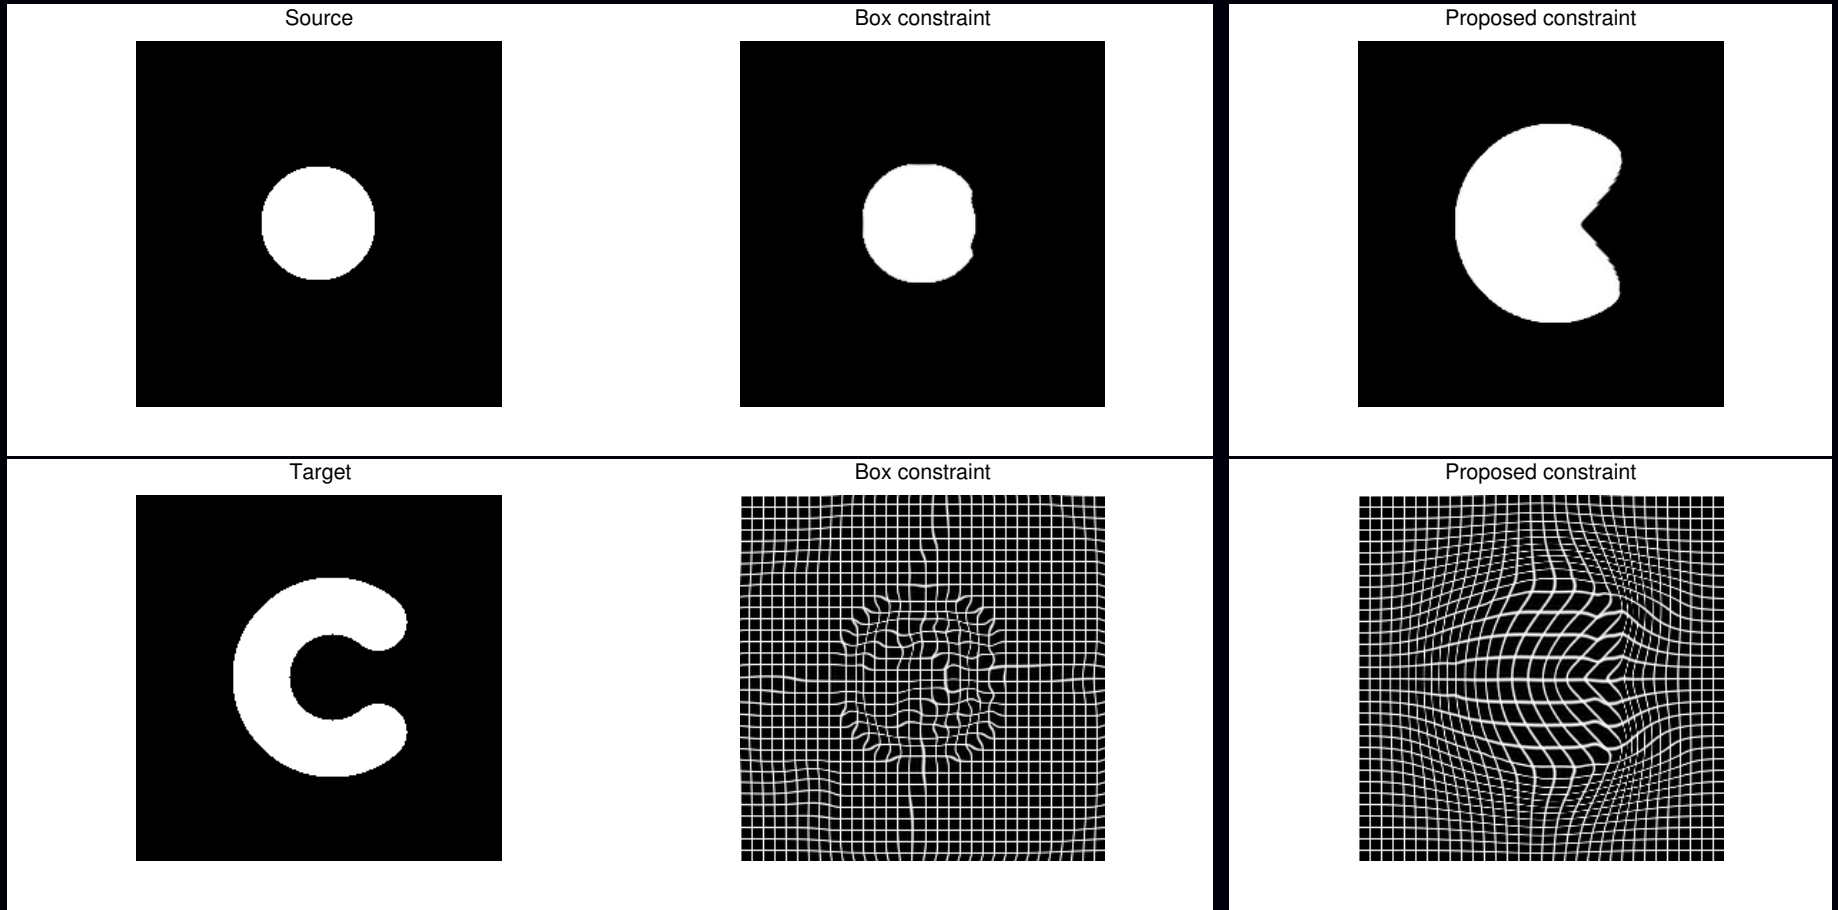 Source
Box constraint
Proposed constraint
Target
Box constraint
Proposed constraint